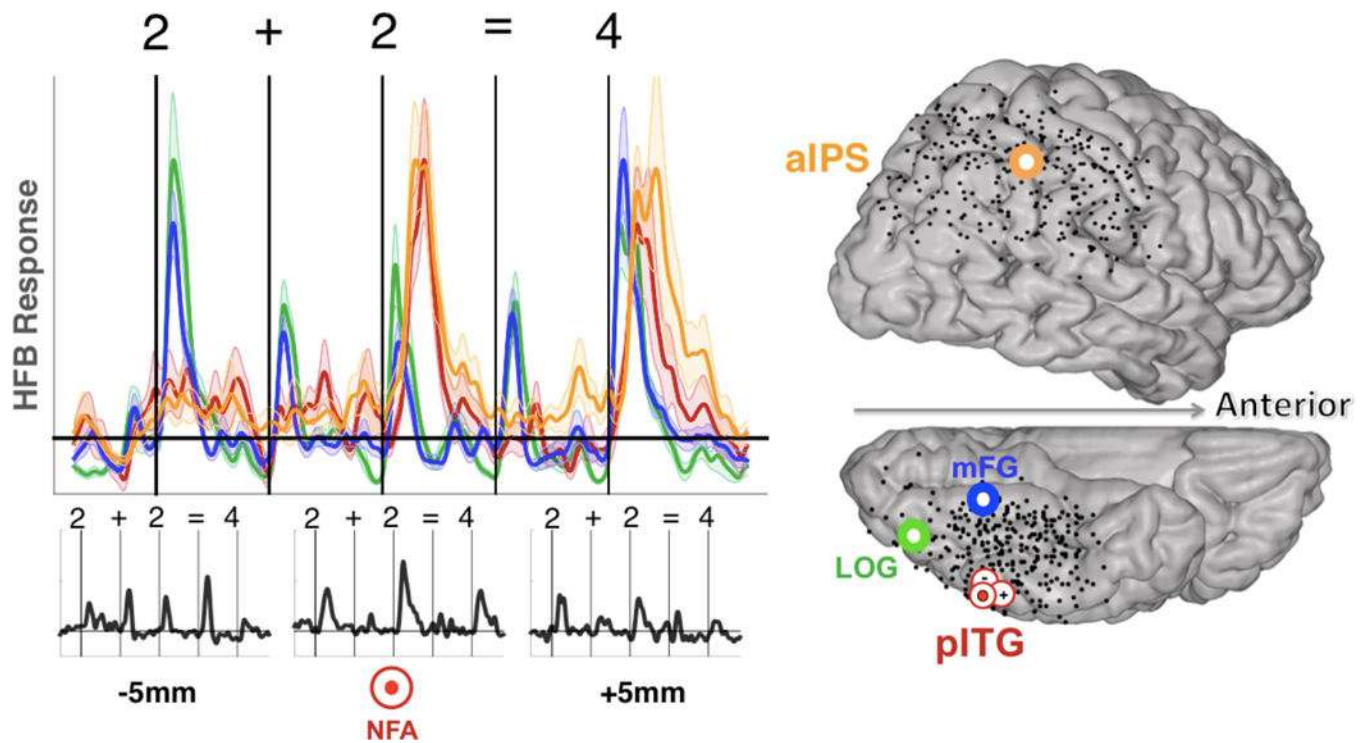 2 + 2 = 4
HFB Response
2 + 2 = 4
2 + 2 = 4
2 + 2 = 4
-5mm
NFA
+5mm
aIPS
Anterior
mFG
LOG
-
+
pITG